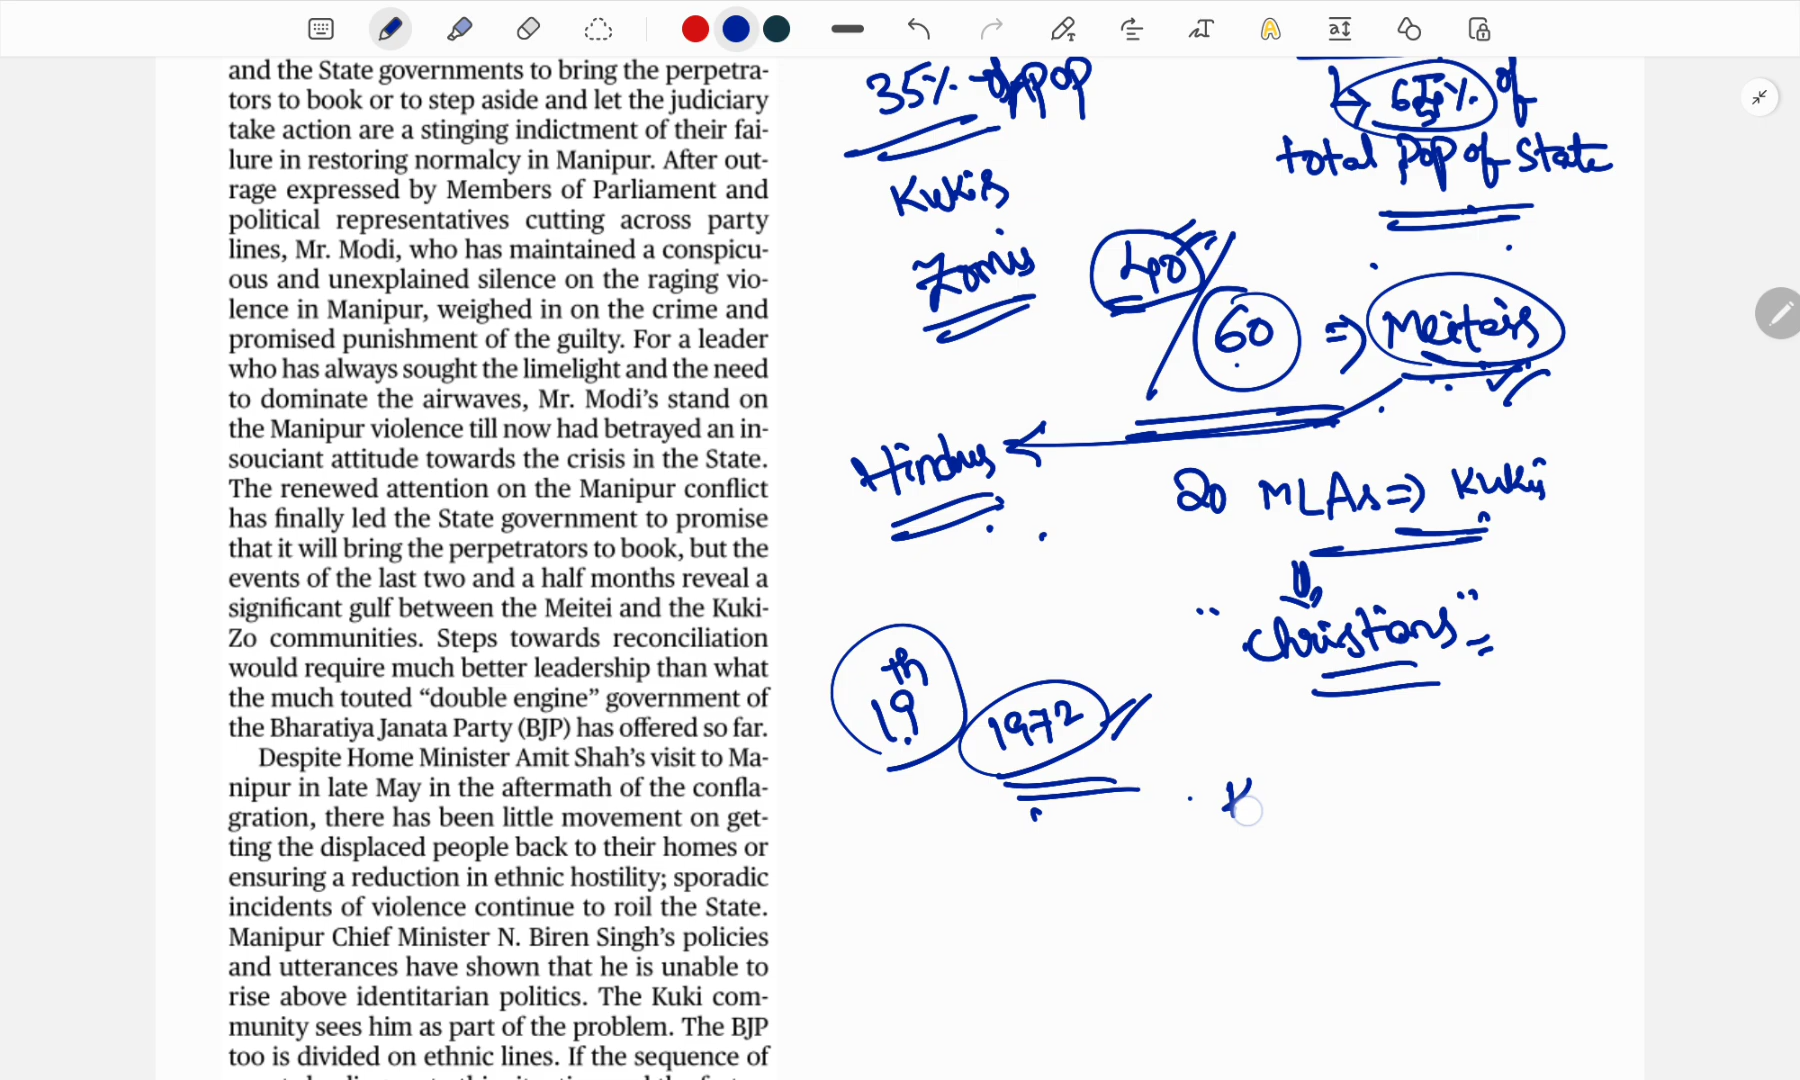 and the State governments to bring the perpetra-
tors to book or to step aside and let the judiciary
take action are a stinging indictment of their fai-
lure in restoring normalcy in Manipur. After out-
rage expressed by Members of Parliament and
political representatives cutting across party
lines, Mr. Modi, who has maintained a conspicu-
ous and unexplained silence on the raging vio-
lence in Manipur, weighed in on the crime and
promised punishment of the guilty. For a leader
who has always sought the limelight and the need
to dominate the airwaves, Mr. Modi’s stand on
the Manipur violence till now had betrayed an in-
souciant attitude towards the crisis in the State.
The renewed attention on the Manipur conflict
has finally led the State government to promise
that it will bring the perpetrators to book, but the
events of the last two and a half months reveal a
significant gulf between the Meitei and the Kuki-
Zo communities. Steps towards reconciliation
would require much better leadership than what
the much touted “double engine” government of
the Bharatiya Janata Party (BJP) has offered so far.
Despite Home Minister Amit Shah’s visit to Ma-
nipur in late May in the aftermath of the confla-
gration, there has been little movement on get-
ting the displaced people back to their homes or
ensuring a reduction in ethnic hostility; sporadic
incidents of violence continue to roil the State.
Manipur Chief Minister N. Biren Singh’s policies
and utterances have shown that he is unable to
rise above identitarian politics. The Kuki com-
munity sees him as part of the problem. The BJP
too is divided on ethnic lines. If the sequence of
35% of pop
Kukis
Zomis
of
total pop of State
40/60 => Meiteis
Hindus
20 MLAs => Kukis
"Christians"
19th
1972
K